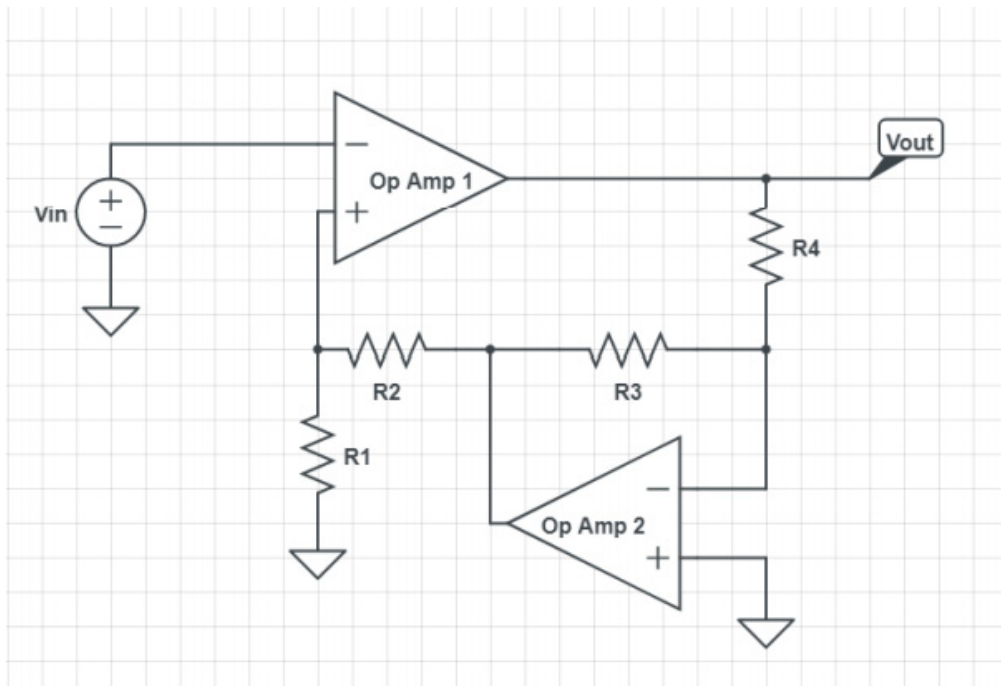 Vout
−
Op Amp 1
+
+
−
Vin
R4
R2
R3
R1
−
Op Amp 2
+